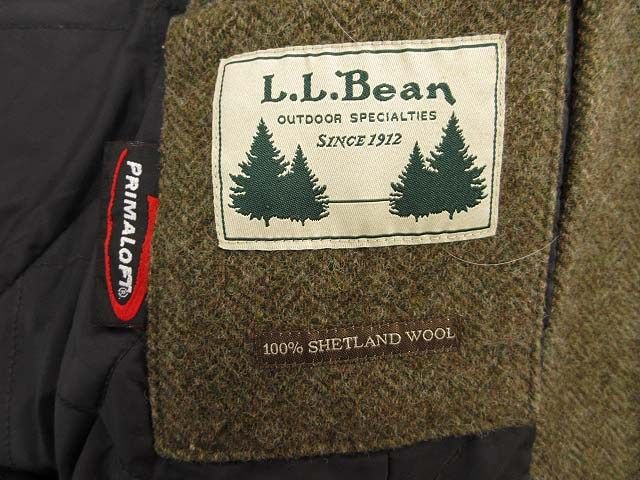 L.L.Bean
OUTDOOR SPECIALTIES
SINCE 1912
PRIMALOFT®
100% SHETLAND WOOL